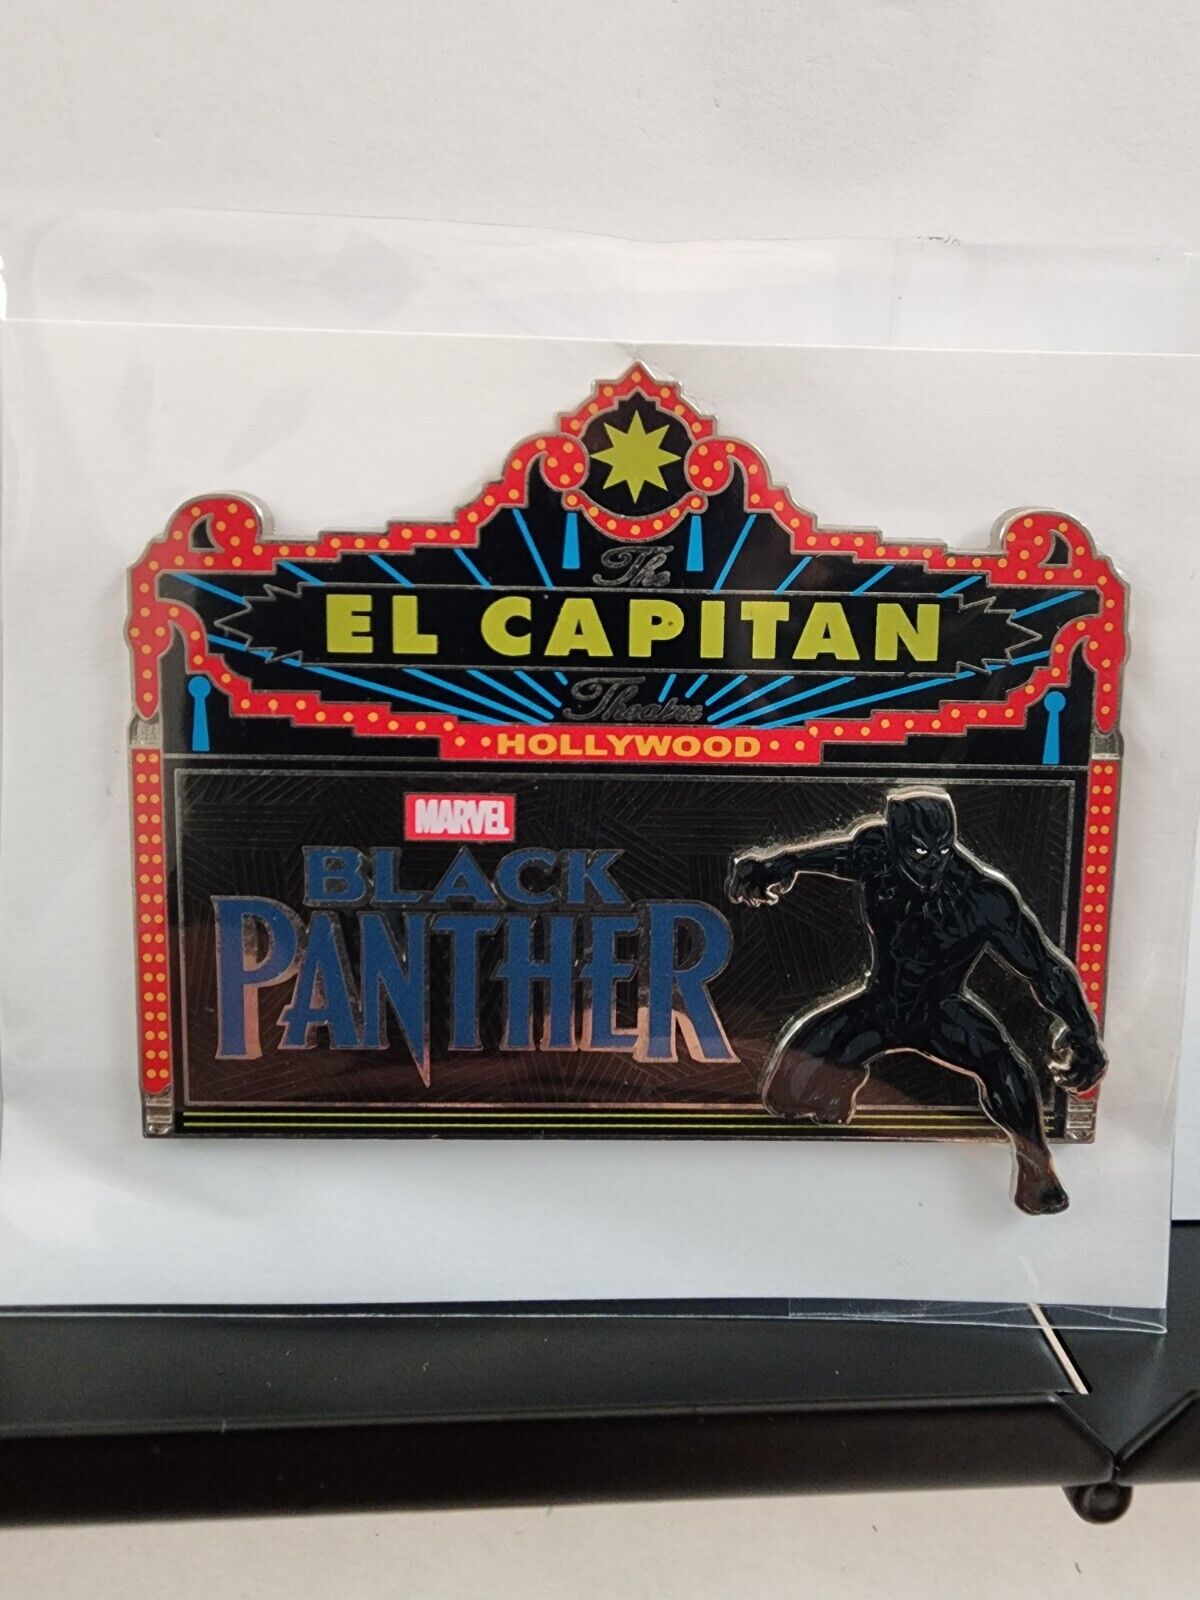 The
EL CAPITAN
Theatre
HOLLYWOOD
MARVEL
BLACK
PANTHER